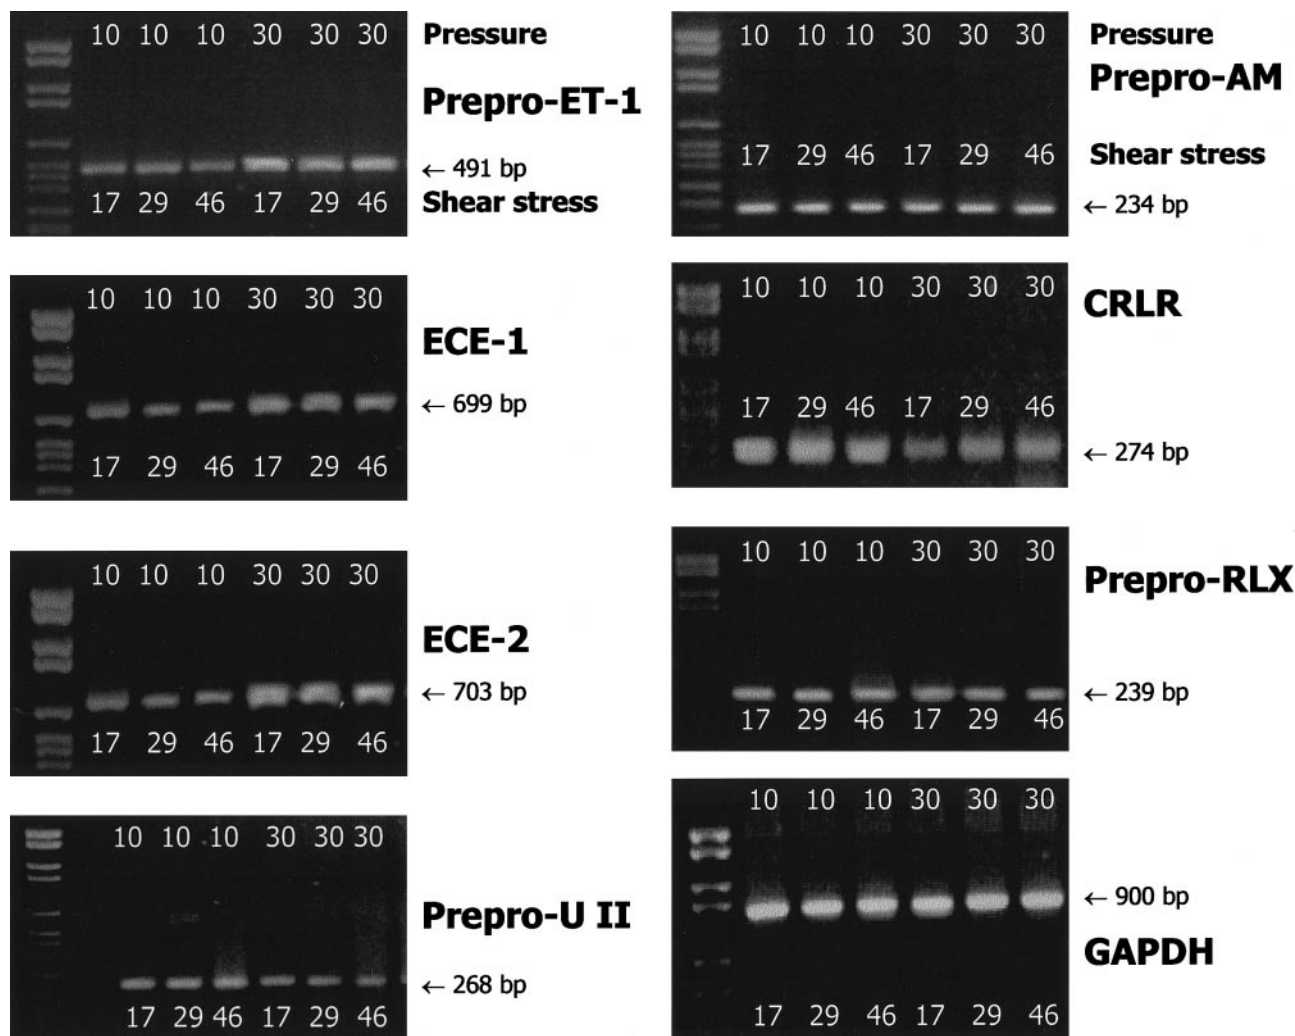 10 10 10 30 30 30 Pressure
Prepro-ET-1
← 491 bp
17 29 46 17 29 46 Shear stress
10 10 10 30 30 30
ECE-1
← 699 bp
17 29 46 17 29 46
10 10 10 30 30 30
ECE-2
← 703 bp
17 29 46 17 29 46
10 10 10 30 30 30
Prepro-U II
← 268 bp
17 29 46 17 29 46
10 10 10 30 30 30 Pressure
Prepro-AM
17 29 46 17 29 46 Shear stress
← 234 bp
10 10 10 30 30 30
CRLR
17 29 46 17 29 46
← 274 bp
10 10 10 30 30 30
Prepro-RLX
← 239 bp
17 29 46 17 29 46
10 10 10 30 30 30
← 900 bp
GAPDH
17 29 46 17 29 46